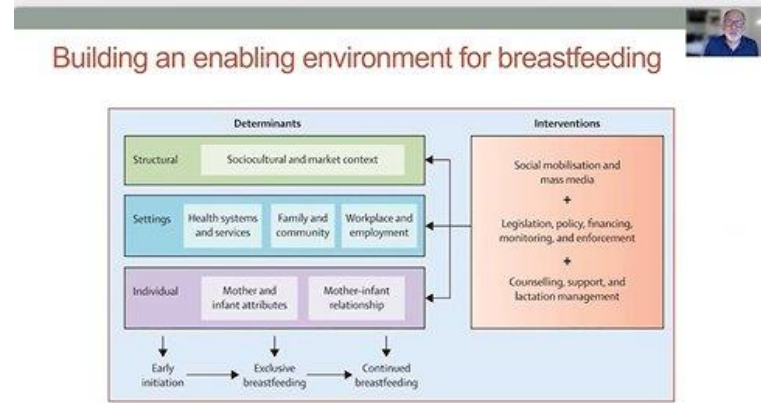 Building an enabling environment for breastfeeding
Determinants
Structural
Sociocultural and market context
Settings
Health systems
and services
Family and
community
Workplace and
employment
Individual
Mother and
infant attributes
Mother-infant
relationship
Early
initiation
Exclusive
breastfeeding
Continued
breastfeeding
Interventions
Social mobilisation and
mass media
+
Legislation, policy, financing,
monitoring, and enforcement
+
Counselling, support, and
lactation management